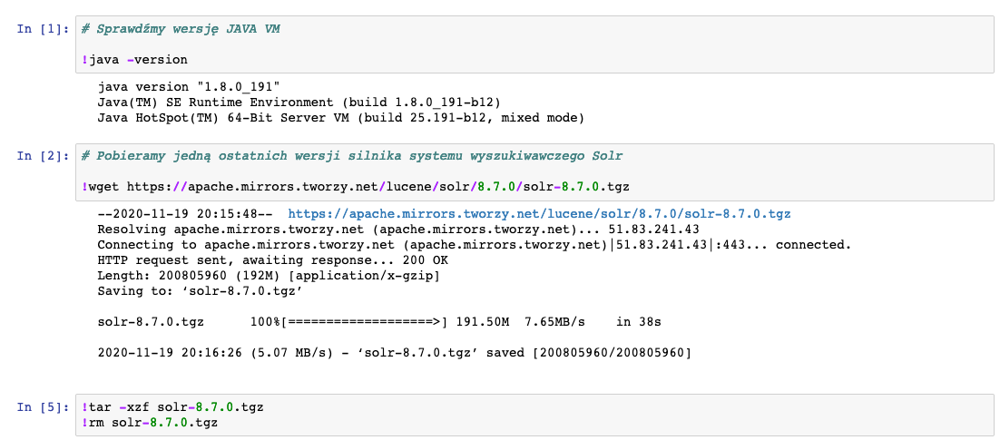 In [1]: # Sprawdźmy wersję JAVA VM
!java -version
java version "1.8.0_191"
Java(TM) SE Runtime Environment (build 1.8.0_191-b12)
Java HotSpot(TM) 64-Bit Server VM (build 25.191-b12, mixed mode)
In [2]: # Pobieramy jedną ostatnich wersji silnika systemu wyszukiwawczego Solr
!wget https://apache.mirrors.tworzy.net/lucene/solr/8.7.0/solr-8.7.0.tgz
--2020-11-19 20:15:48--  https://apache.mirrors.tworzy.net/lucene/solr/8.7.0/solr-8.7.0.tgz
Resolving apache.mirrors.tworzy.net (apache.mirrors.tworzy.net)... 51.83.241.43
Connecting to apache.mirrors.tworzy.net (apache.mirrors.tworzy.net)|51.83.241.43|:443... connected.
HTTP request sent, awaiting response... 200 OK
Length: 200805960 (192M) [application/x-gzip]
Saving to: ‘solr-8.7.0.tgz’
solr-8.7.0.tgz      100%[===================>] 191.50M  7.65MB/s    in 38s
2020-11-19 20:16:26 (5.07 MB/s) - ‘solr-8.7.0.tgz’ saved [200805960/200805960]
In [5]: !tar -xzf solr-8.7.0.tgz
!rm solr-8.7.0.tgz